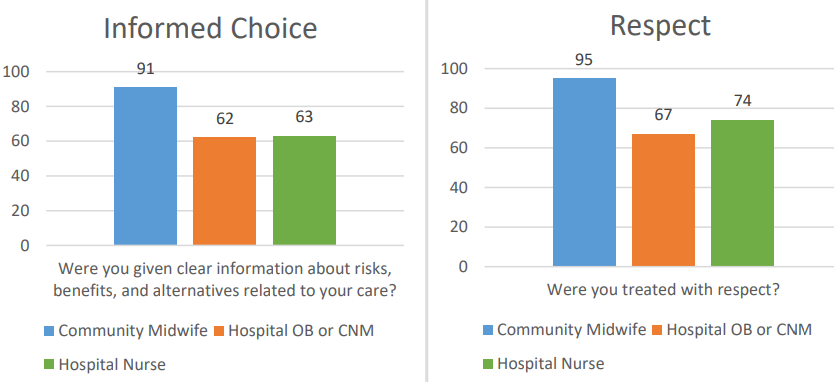 Informed Choice
91
62
63
100
80
60
40
20
0
Were you given clear information about risks,
benefits, and alternatives related to your care?
Community Midwife
Hospital OB or CNM
Hospital Nurse
Respect
95
67
74
100
80
60
40
20
0
Were you treated with respect?
Community Midwife
Hospital OB or CNM
Hospital Nurse